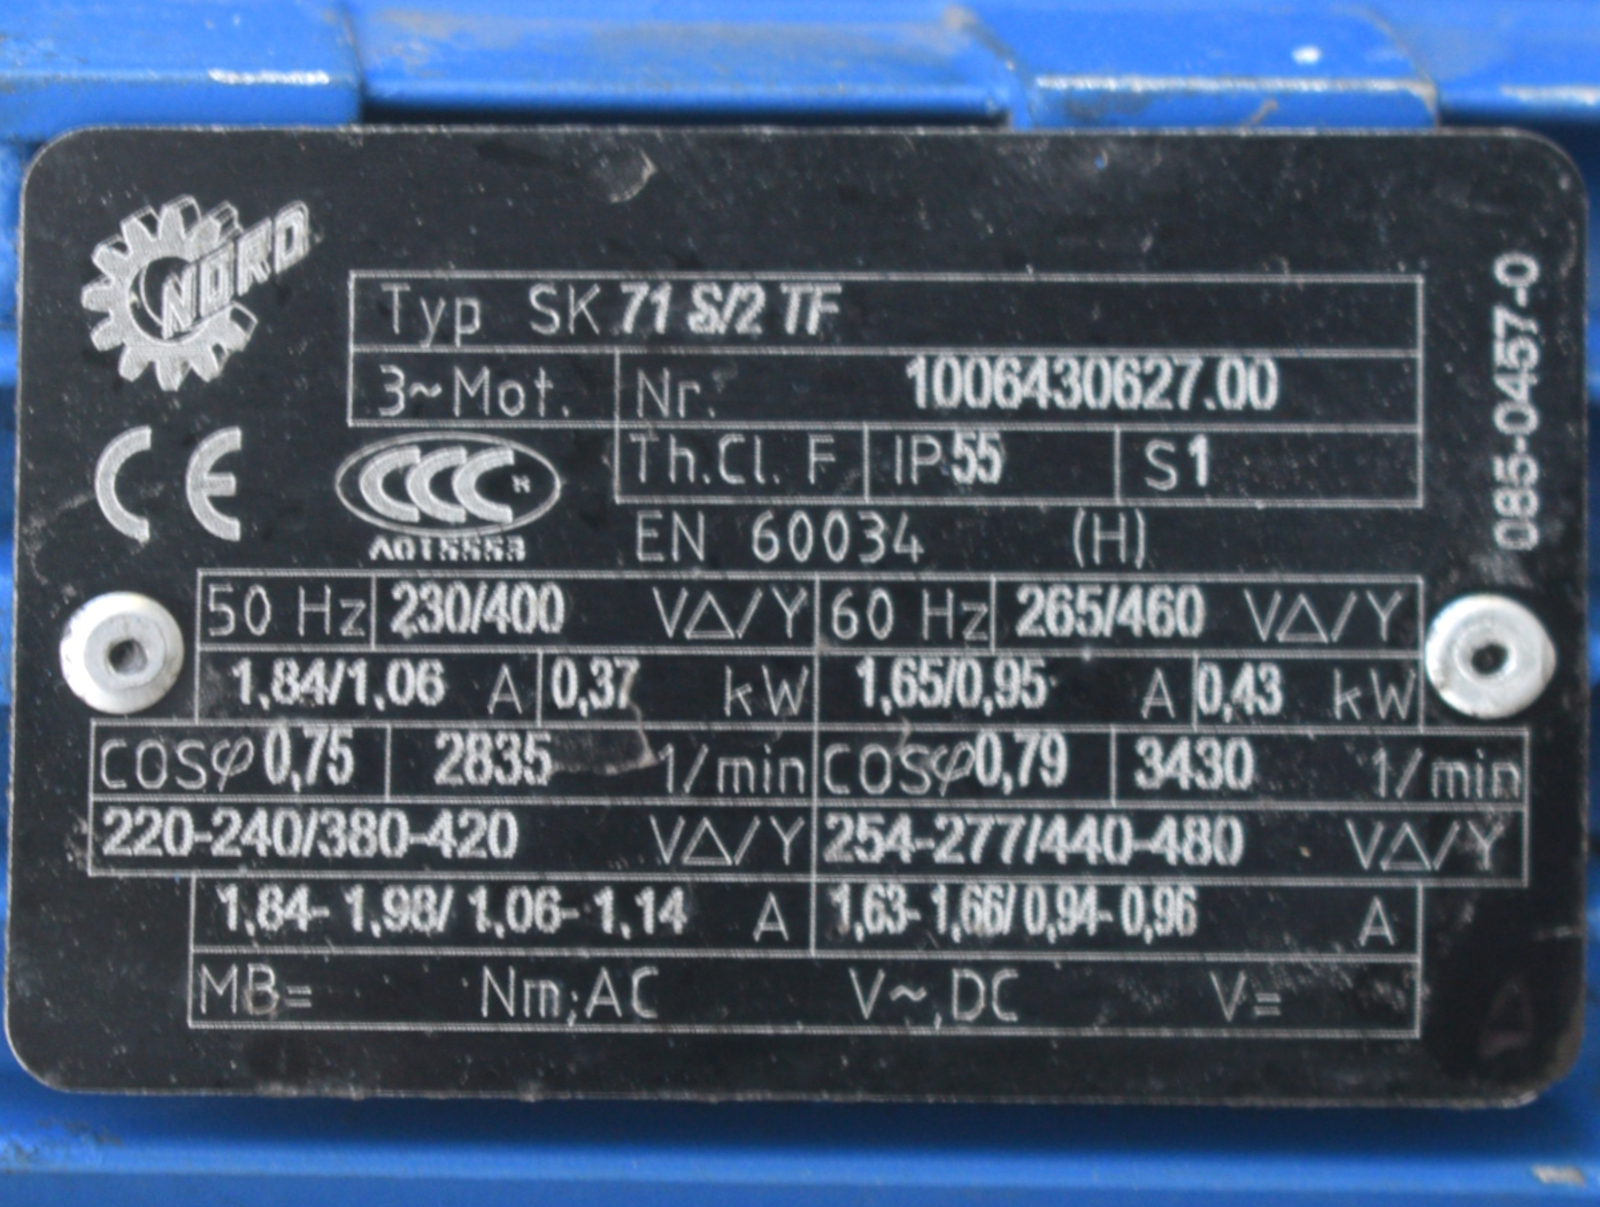 NORD
Typ SK 71 S/2 TF
3~Mot. Nr. 1006430627.00
Th.Cl. F IP 55 S 1
CE CCC
A015553
EN 60034 (H)
085-0457-0
50 Hz 230/400 V△/Y 60 Hz 265/460 V△/Y
1,84/1,06 A 0,37 kW 1,65/0,95 A 0,43 kW
cosφ 0,75 2835 1/min cosφ 0,79 3430 1/min
220-240/380-420 V△/Y 254-277/440-480 V△/Y
1,84- 1,98/ 1,06- 1,14 A 1,63- 1,66/ 0,94- 0,96 A
MB= Nm;AC V~,DC V=